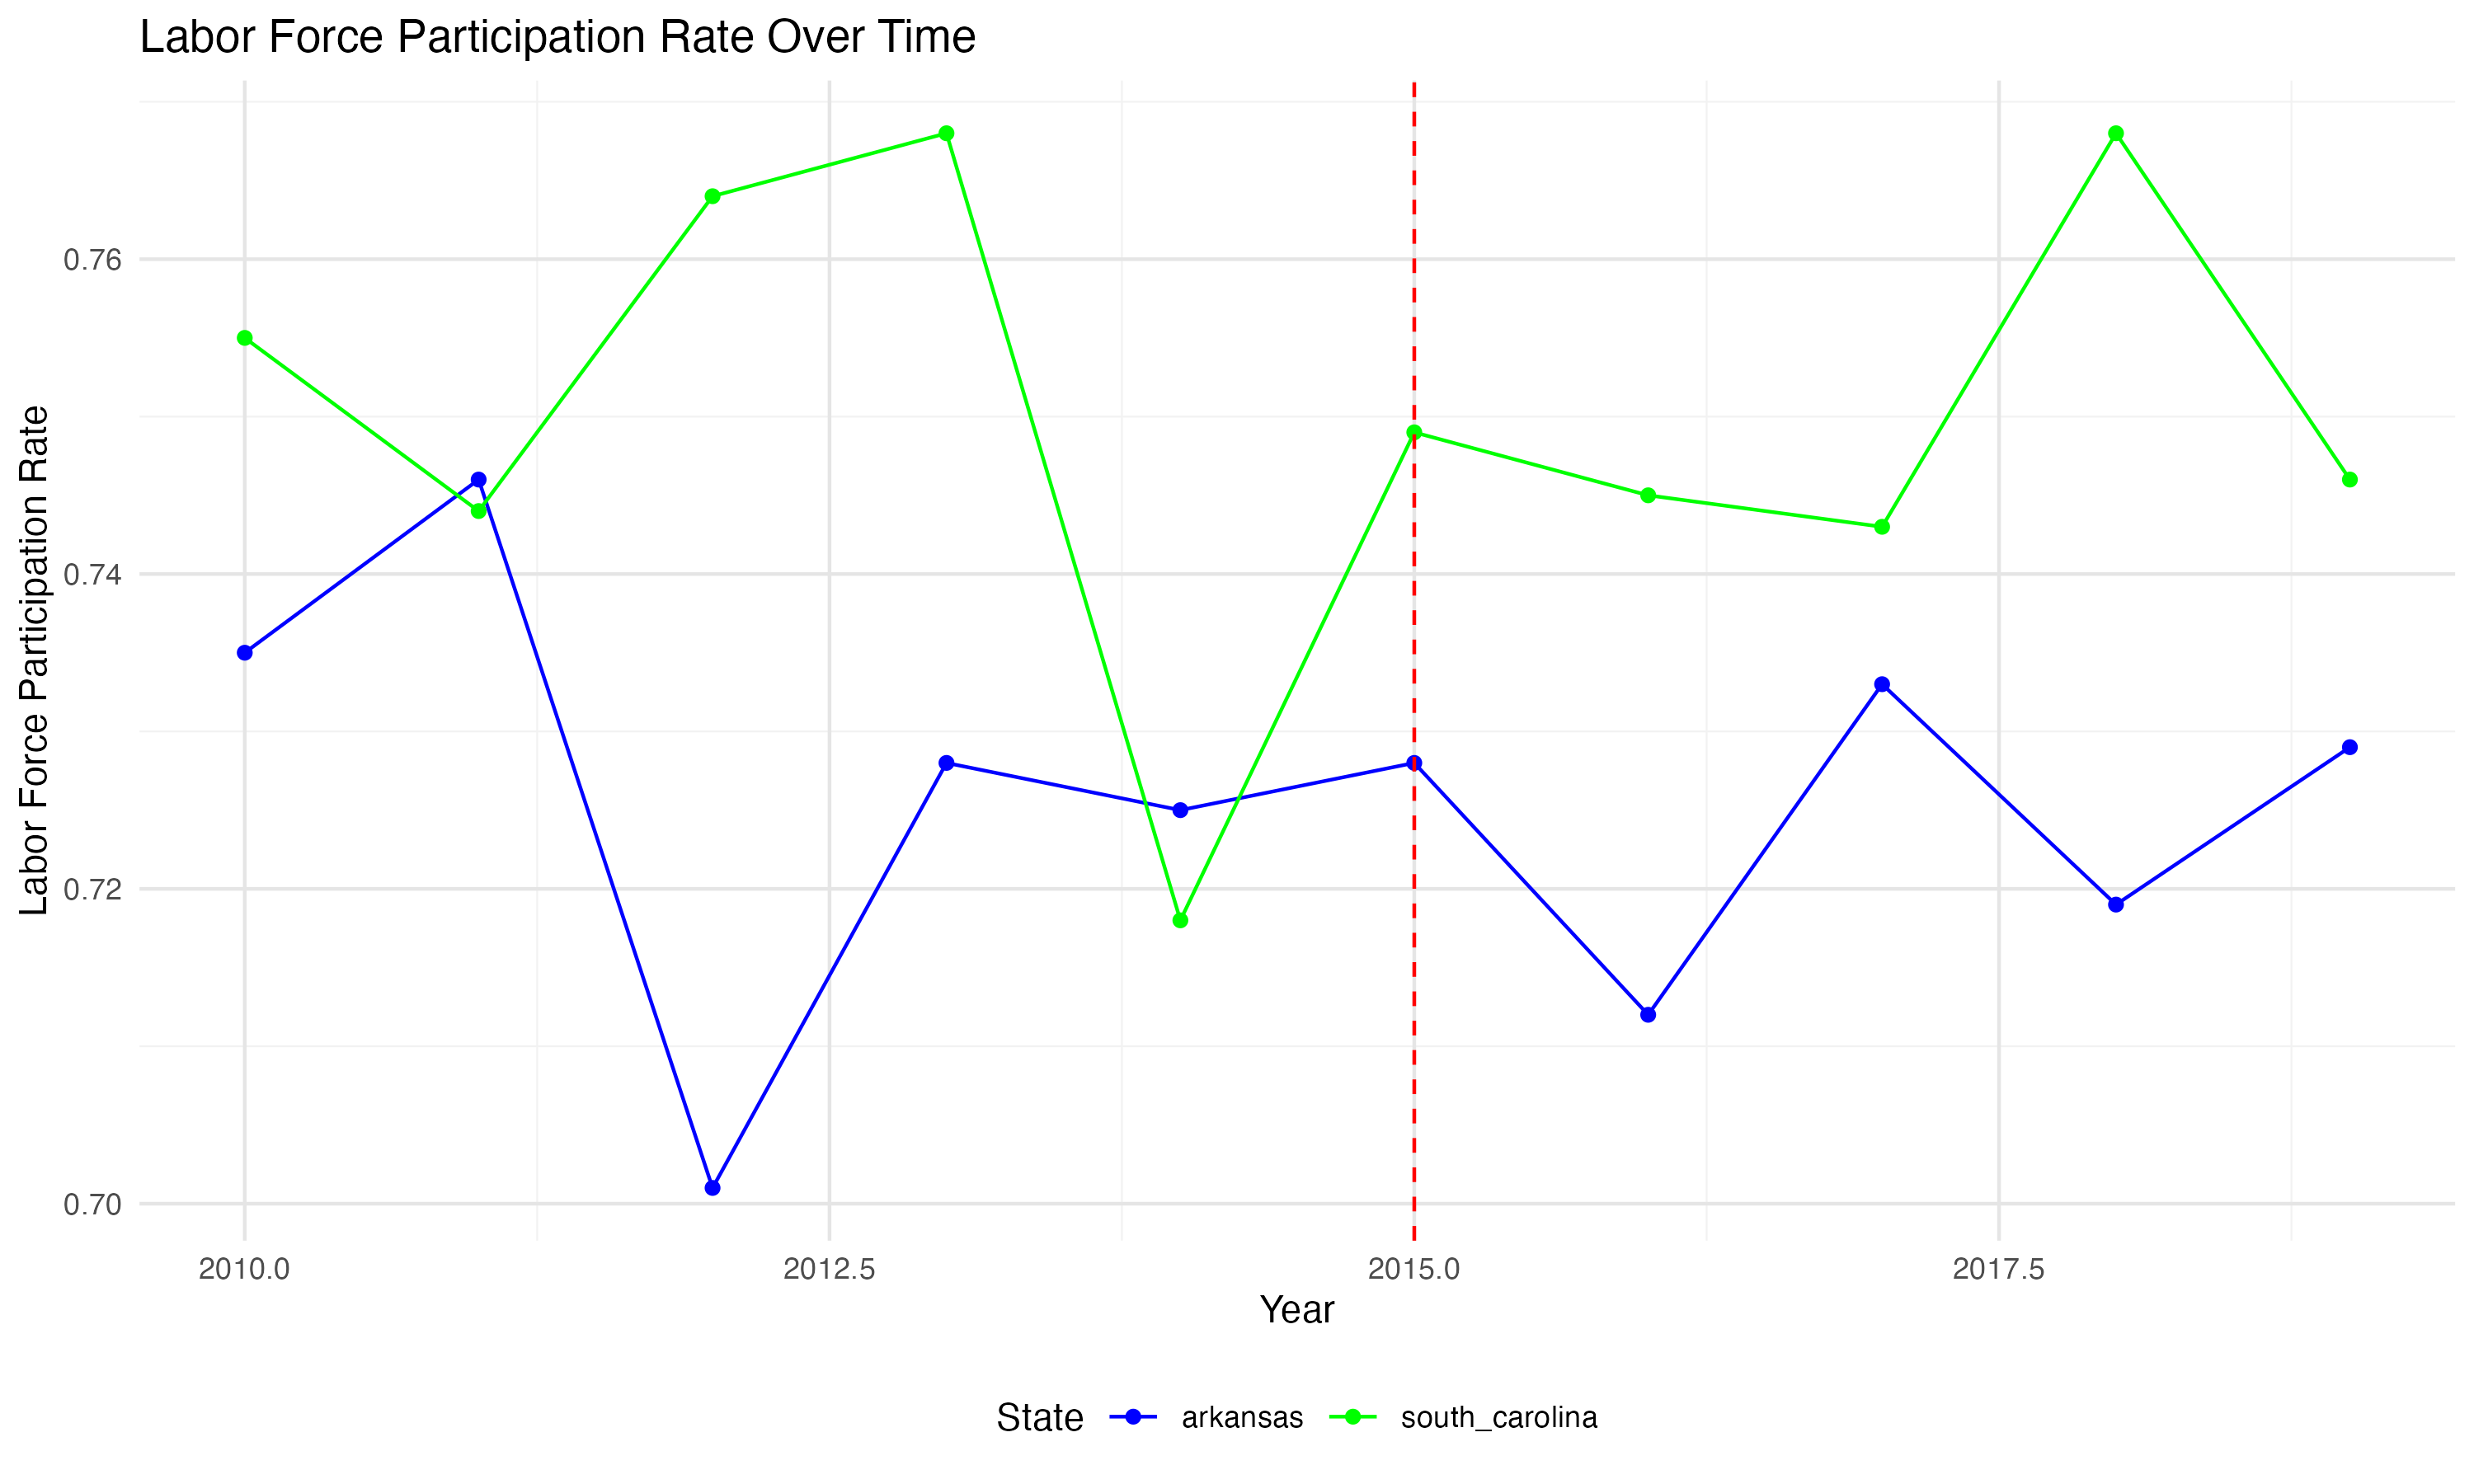 Labor Force Participation Rate Over Time
Labor Force Participation Rate
0.76
0.74
0.72
0.70
2010.0 2012.5 2015.0 2017.5
Year
State arkansas south_carolina